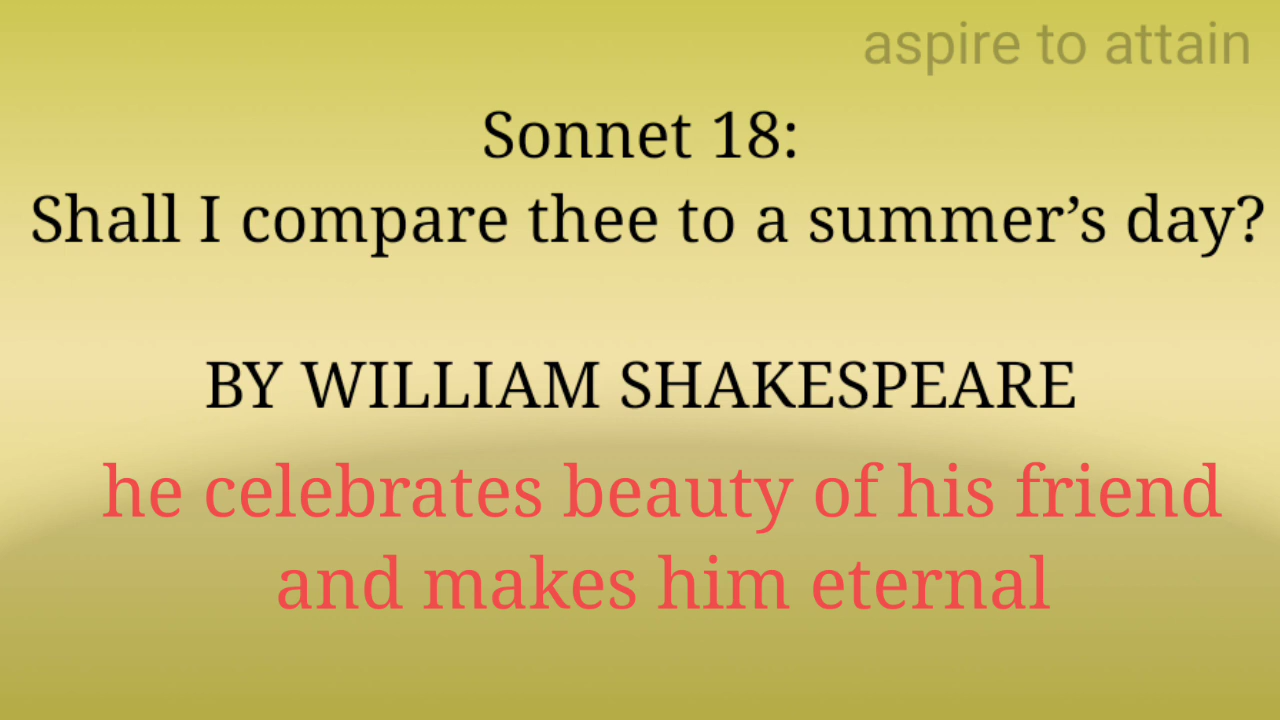 aspire to attain
Sonnet 18:
Shall I compare thee to a summer’s day?
BY WILLIAM SHAKESPEARE
he celebrates beauty of his friend
and makes him eternal